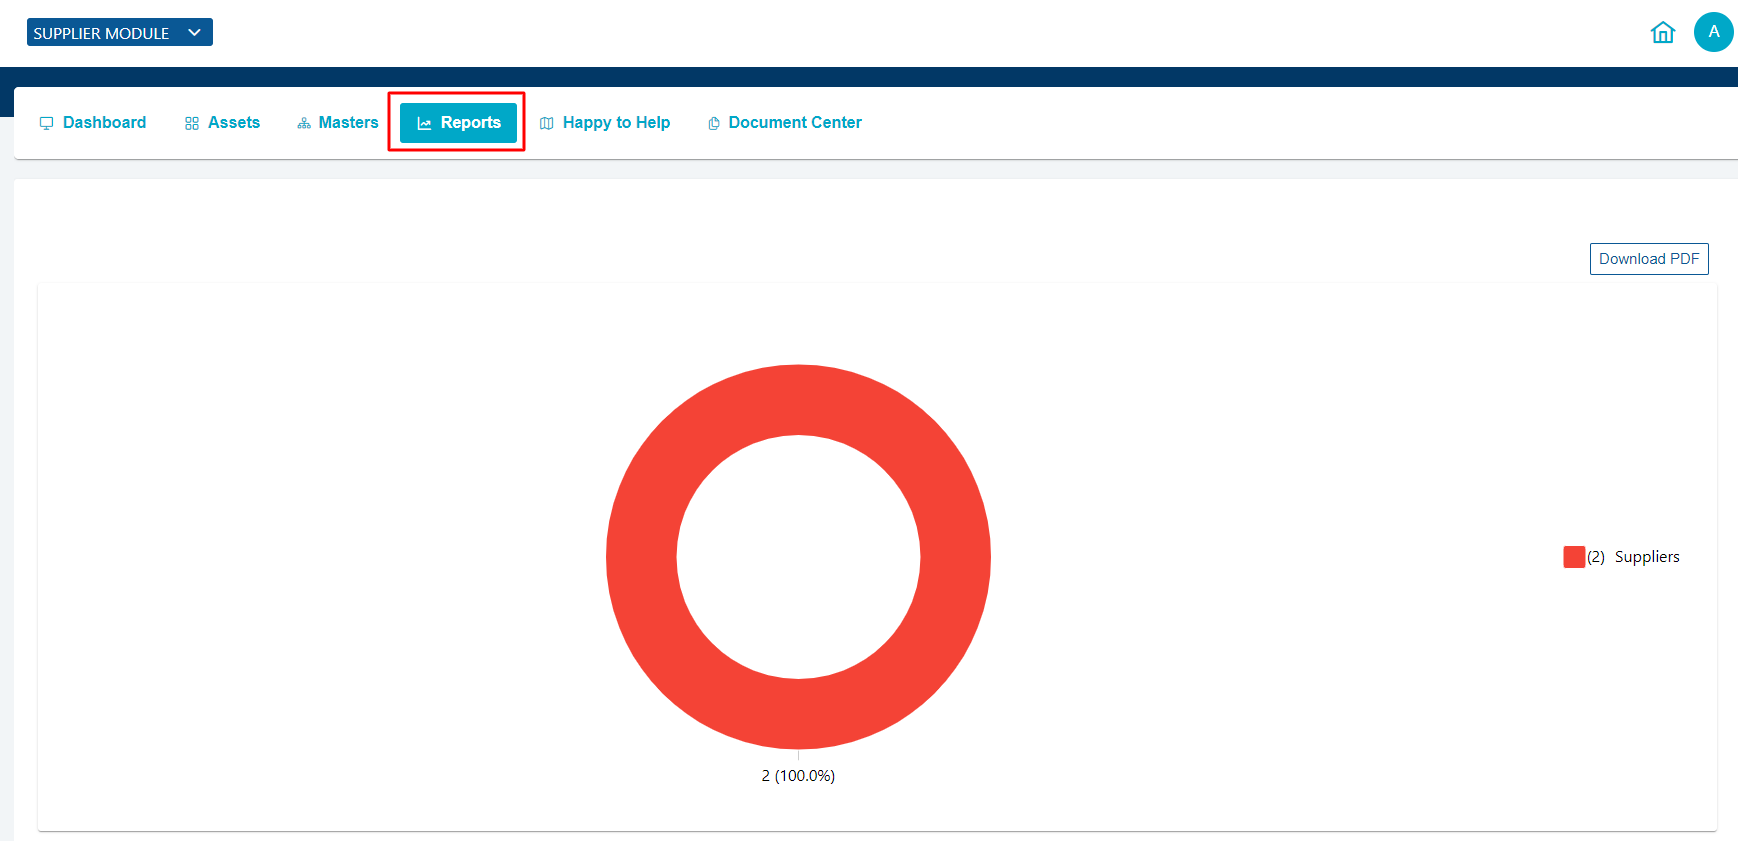 SUPPLIER MODULE
A
Dashboard Assets Masters Reports Happy to Help Document Center
Download PDF
(2) Suppliers
2 (100.0%)